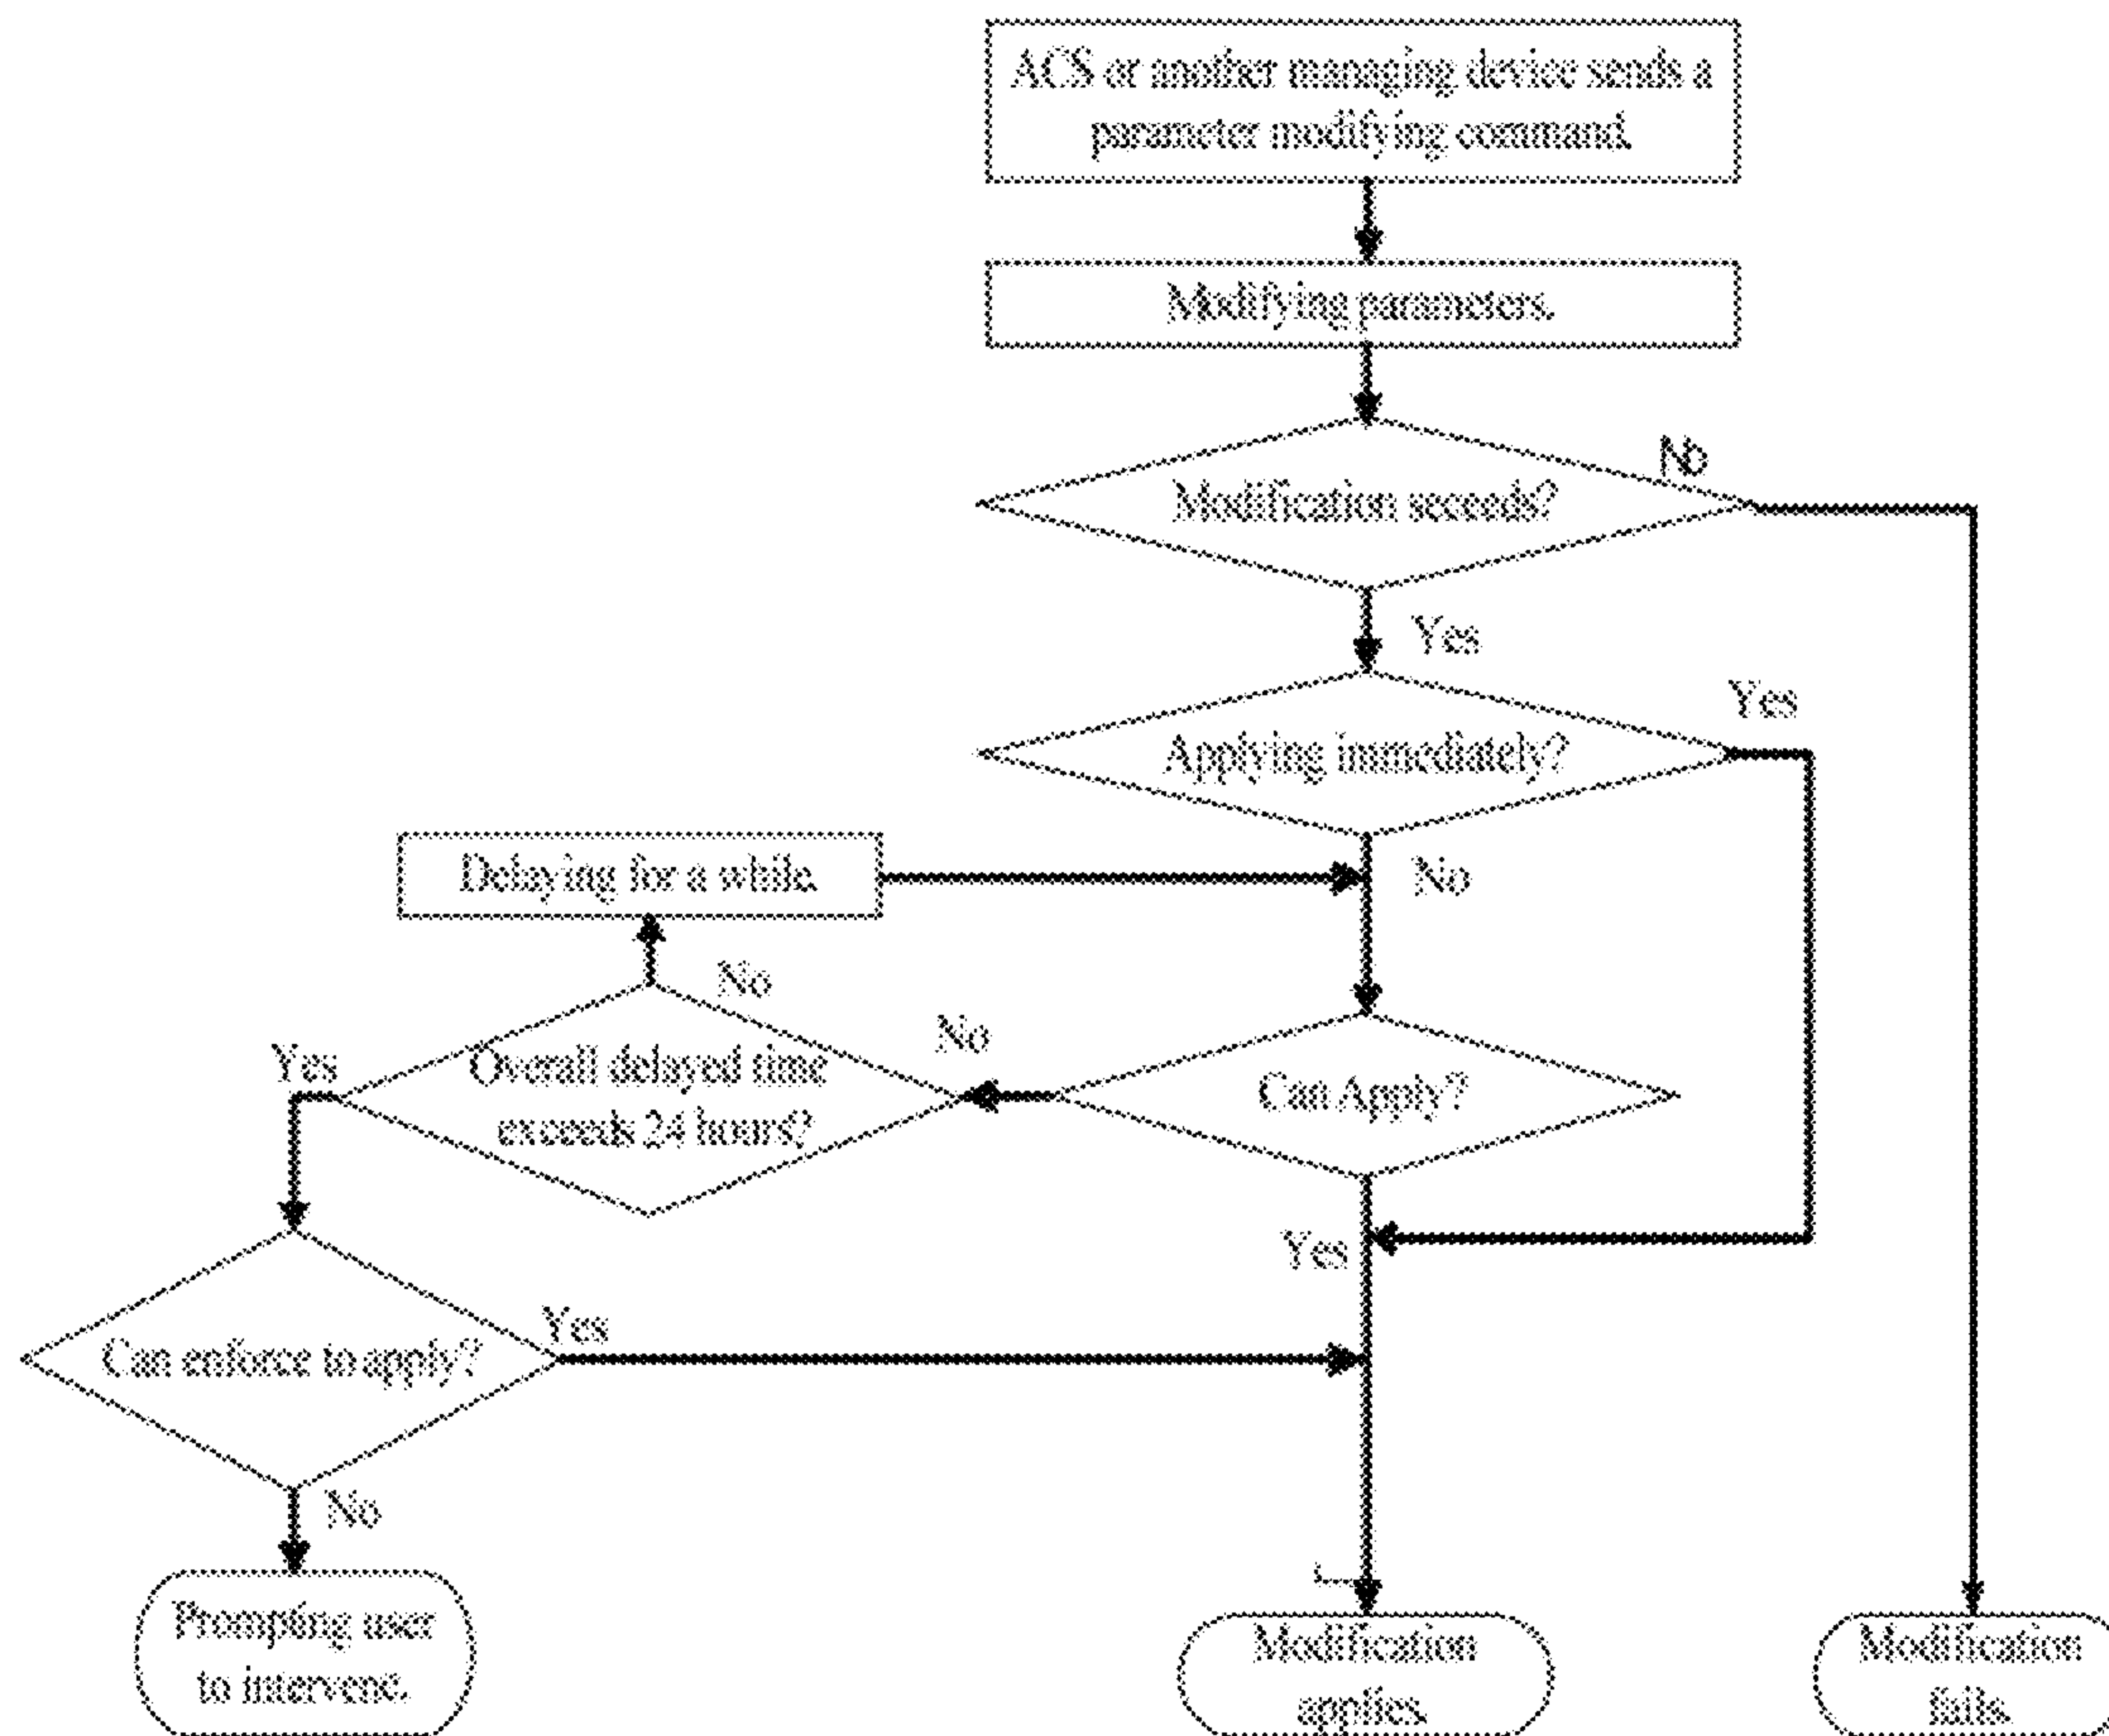 ACS or another managing device sends a
parameter modifying command.
Modifying parameters.
No
Modification secceeds?
Yes
Yes
Applying immediately?
Delaying for a while.
No
No
No
Yes
Overall delayed time
exceeds 24 hours?
Can Apply?
Yes
Yes
Can enforce to apply?
No
Prompting user
to intervene.
Modification
applies.
Modification
fails.